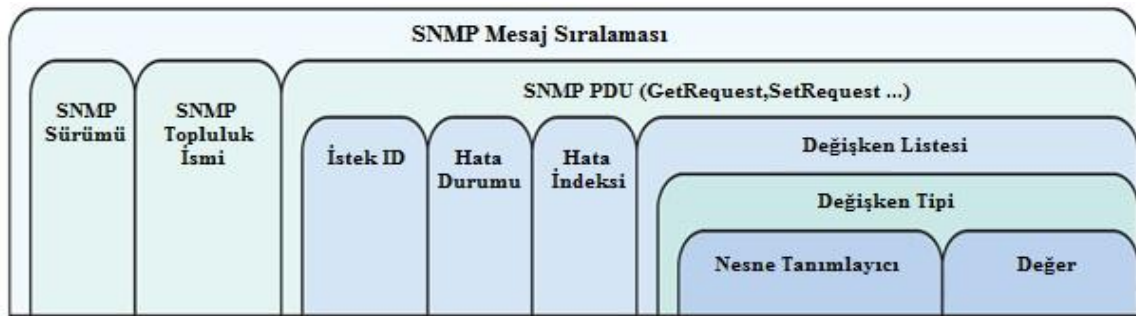 SNMP Mesaj Sıralaması
SNMP
Sürümü
SNMP
Topluluk
İsmi
SNMP PDU (GetRequest,SetRequest ...)
İstek ID
Hata
Durumu
Hata
İndeksi
Değişken Listesi
Değişken Tipi
Nesne Tanımlayıcı
Değer